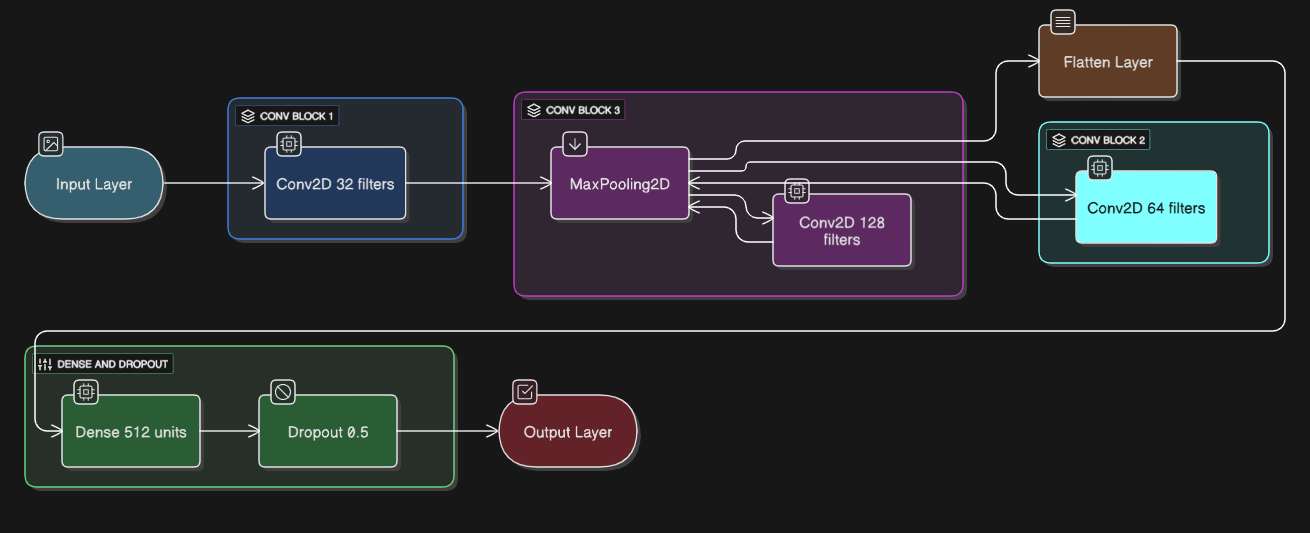 Input Layer
CONV BLOCK 1
Conv2D 32 filters
CONV BLOCK 3
MaxPooling2D
Conv2D 128
filters
Flatten Layer
CONV BLOCK 2
Conv2D 64 filters
DENSE AND DROPOUT
Dense 512 units
Dropout 0.5
Output Layer